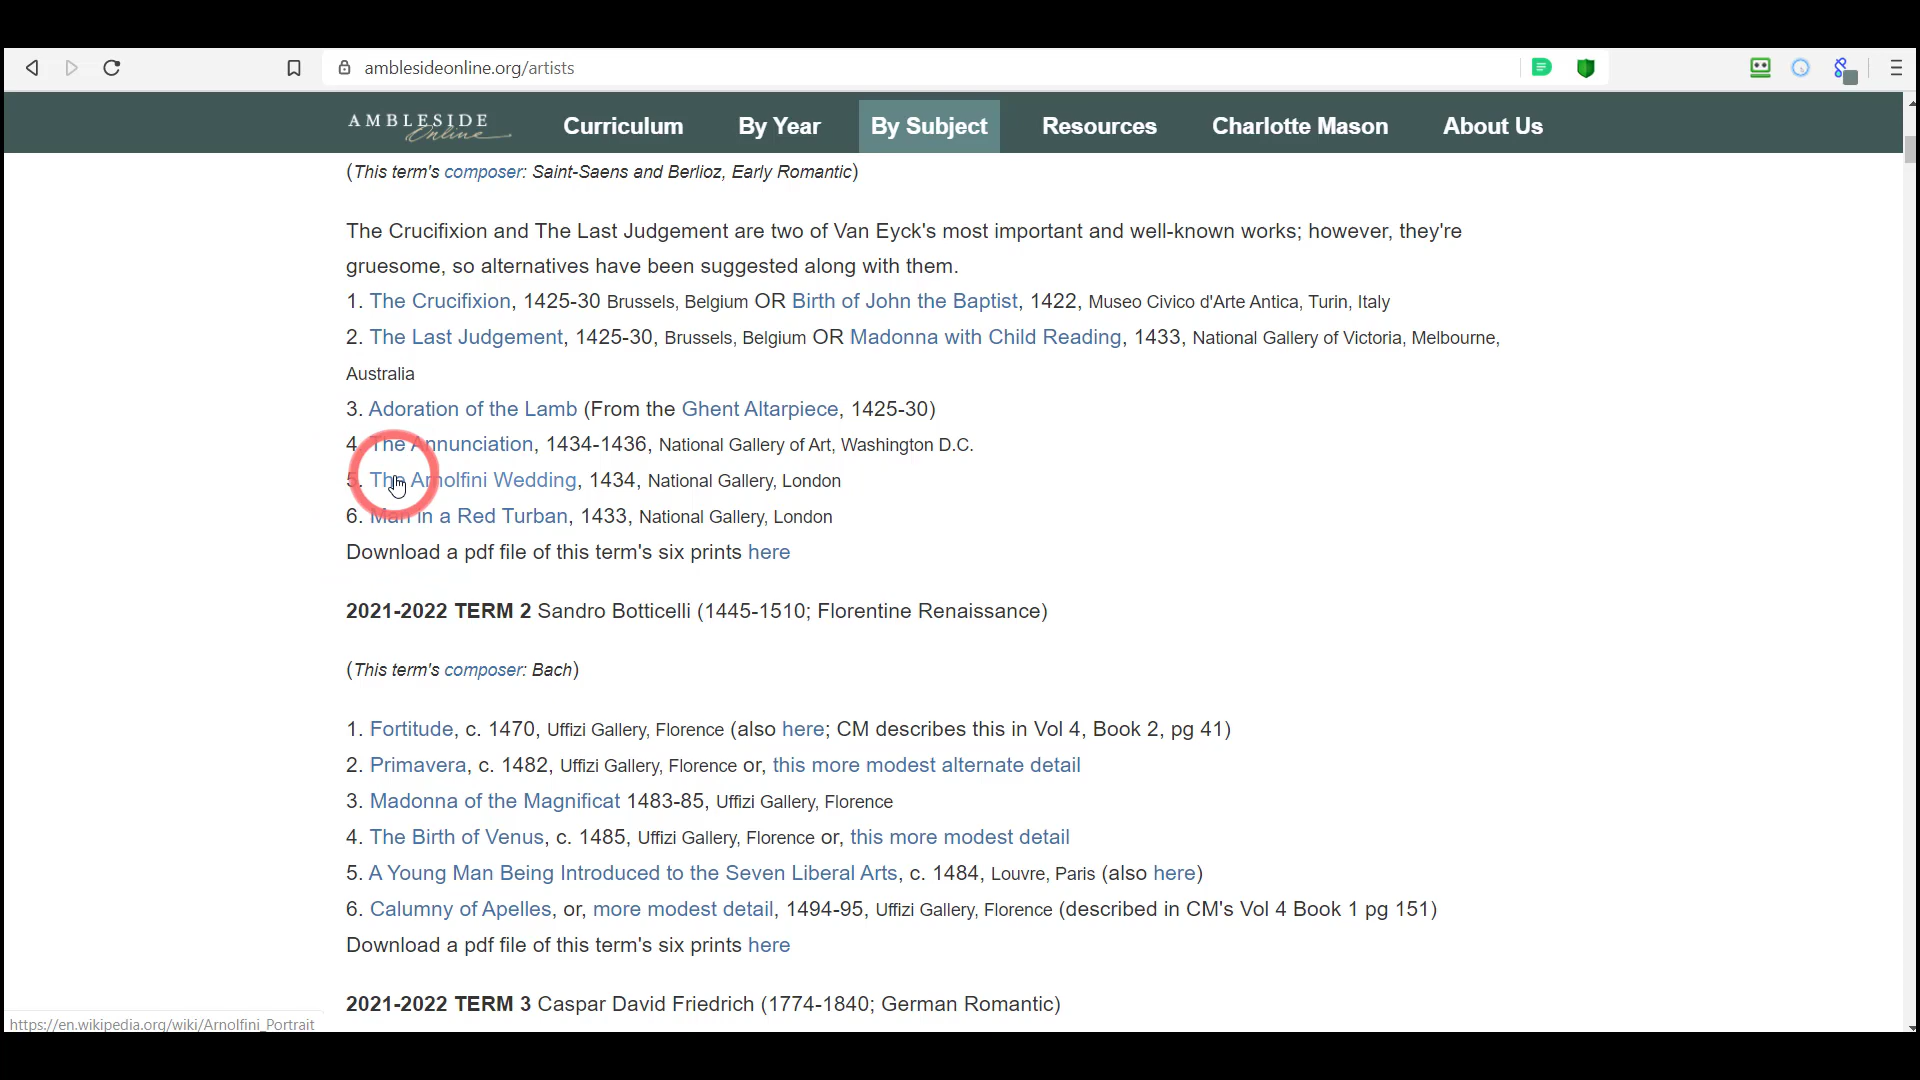 amblesideonline.org/artists
AMBLESIDE Online Curriculum By Year By Subject Resources Charlotte Mason About Us
(This term's composer: Saint-Saens and Berlioz, Early Romantic)
The Crucifixion and The Last Judgement are two of Van Eyck's most important and well-known works; however, they're
gruesome, so alternatives have been suggested along with them.
1. The Crucifixion, 1425-30 Brussels, Belgium OR Birth of John the Baptist, 1422, Museo Civico d'Arte Antica, Turin, Italy
2. The Last Judgement, 1425-30, Brussels, Belgium OR Madonna with Child Reading, 1433, National Gallery of Victoria, Melbourne,
Australia
3. Adoration of the Lamb (From the Ghent Altarpiece, 1425-30)
4. The Annunciation, 1434-1436, National Gallery of Art, Washington D.C.
5. The Arnolfini Wedding, 1434, National Gallery, London
6. Man in a Red Turban, 1433, National Gallery, London
Download a pdf file of this term's six prints here
2021-2022 TERM 2 Sandro Botticelli (1445-1510; Florentine Renaissance)
(This term's composer: Bach)
1. Fortitude, c. 1470, Uffizi Gallery, Florence (also here; CM describes this in Vol 4, Book 2, pg 41)
2. Primavera, c. 1482, Uffizi Gallery, Florence or, this more modest alternate detail
3. Madonna of the Magnificat 1483-85, Uffizi Gallery, Florence
4. The Birth of Venus, c. 1485, Uffizi Gallery, Florence or, this more modest detail
5. A Young Man Being Introduced to the Seven Liberal Arts, c. 1484, Louvre, Paris (also here)
6. Calumny of Apelles, or, more modest detail, 1494-95, Uffizi Gallery, Florence (described in CM's Vol 4 Book 1 pg 151)
Download a pdf file of this term's six prints here
2021-2022 TERM 3 Caspar David Friedrich (1774-1840; German Romantic)
https://en.wikipedia.org/wiki/Arnolfini_Portrait